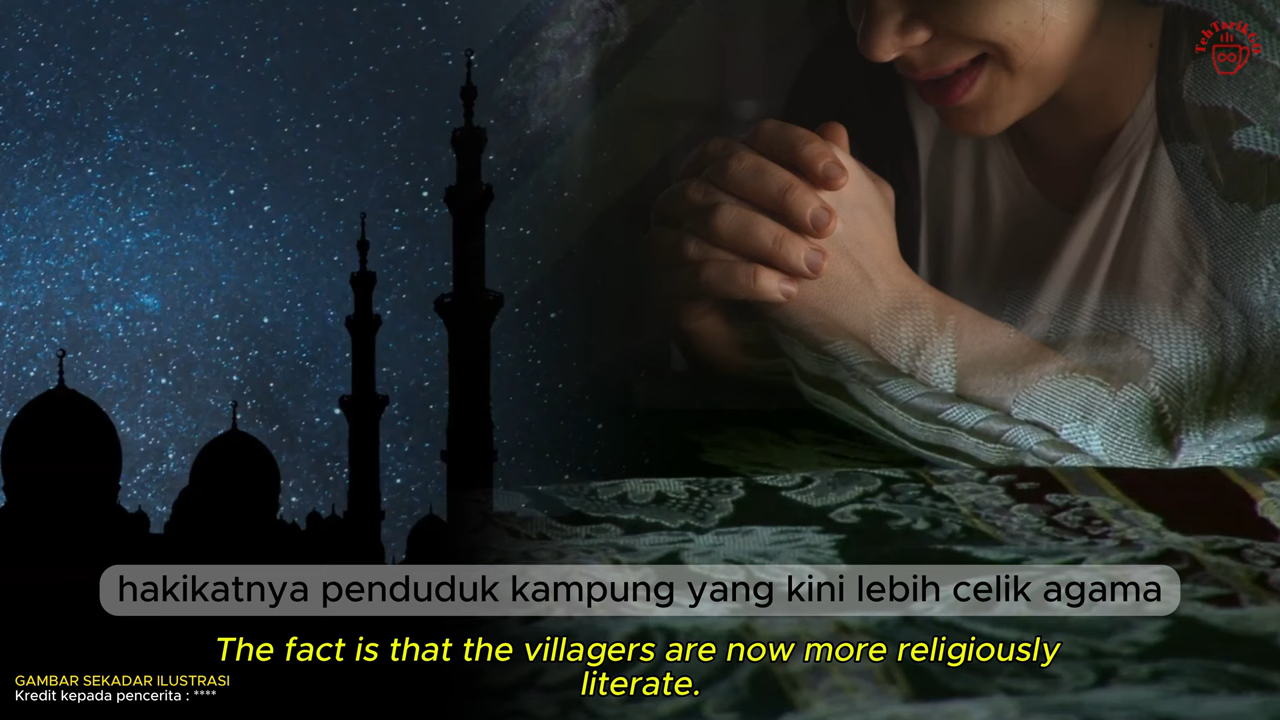 hakikatnya penduduk kampung yang kini lebih celik agama
The fact is that the villagers are now more religiously
literate.
GAMBAR SEKADAR ILUSTRASI
Kredit kepada pencerita : ****